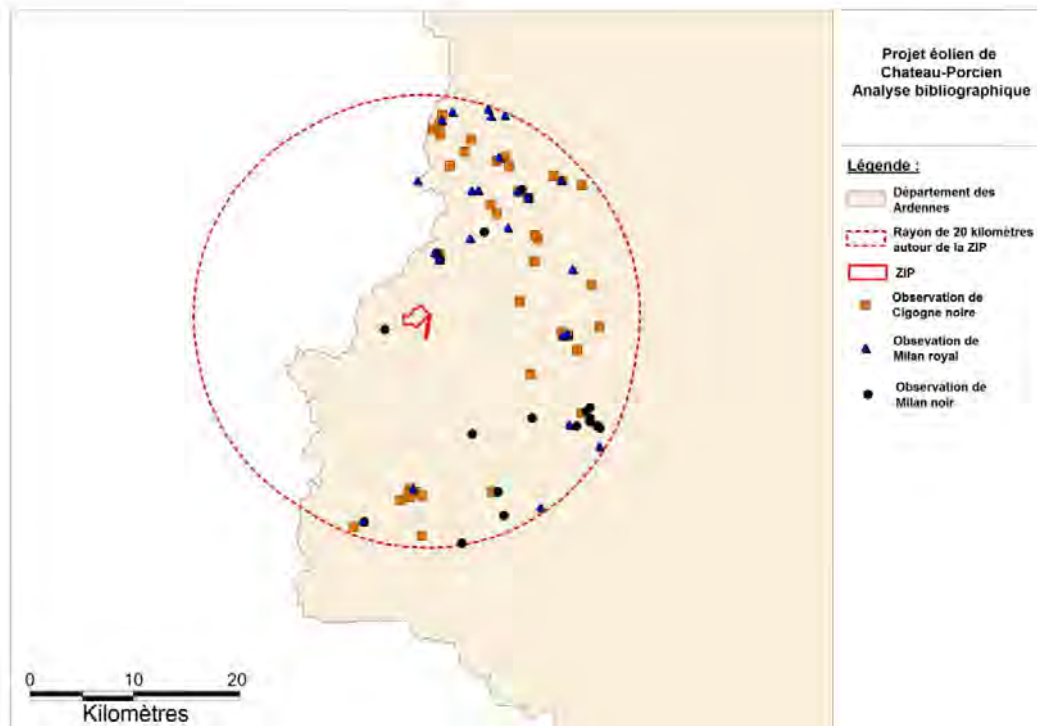 Projet éolien de
Chateau-Porcien
Analyse bibliographique
Légende :
Département des
Ardennes
Rayon de 20 kilomètres
autour de la ZIP
ZIP
Observation de
Cigogne noire
Obsevation de
Milan royal
Observation de
Milan noir
0 10 20
Kilomètres